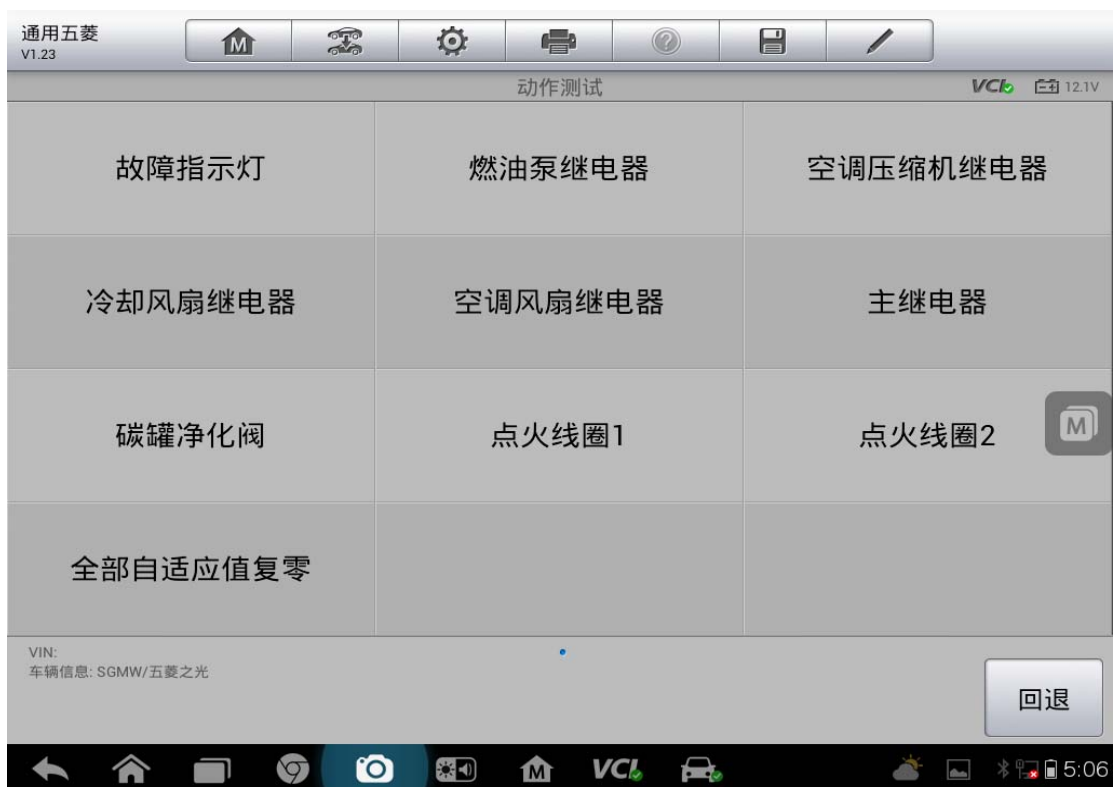 通用五菱
V1.23
M
动作测试
VCI 12.1V
故障指示灯
燃油泵继电器
空调压缩机继电器
冷却风扇继电器
空调风扇继电器
主继电器
碳罐净化阀
点火线圈1
点火线圈2
M
全部自适应值复零
VIN:
车辆信息: SGMW/五菱之光
回退
M
VCI
5:06